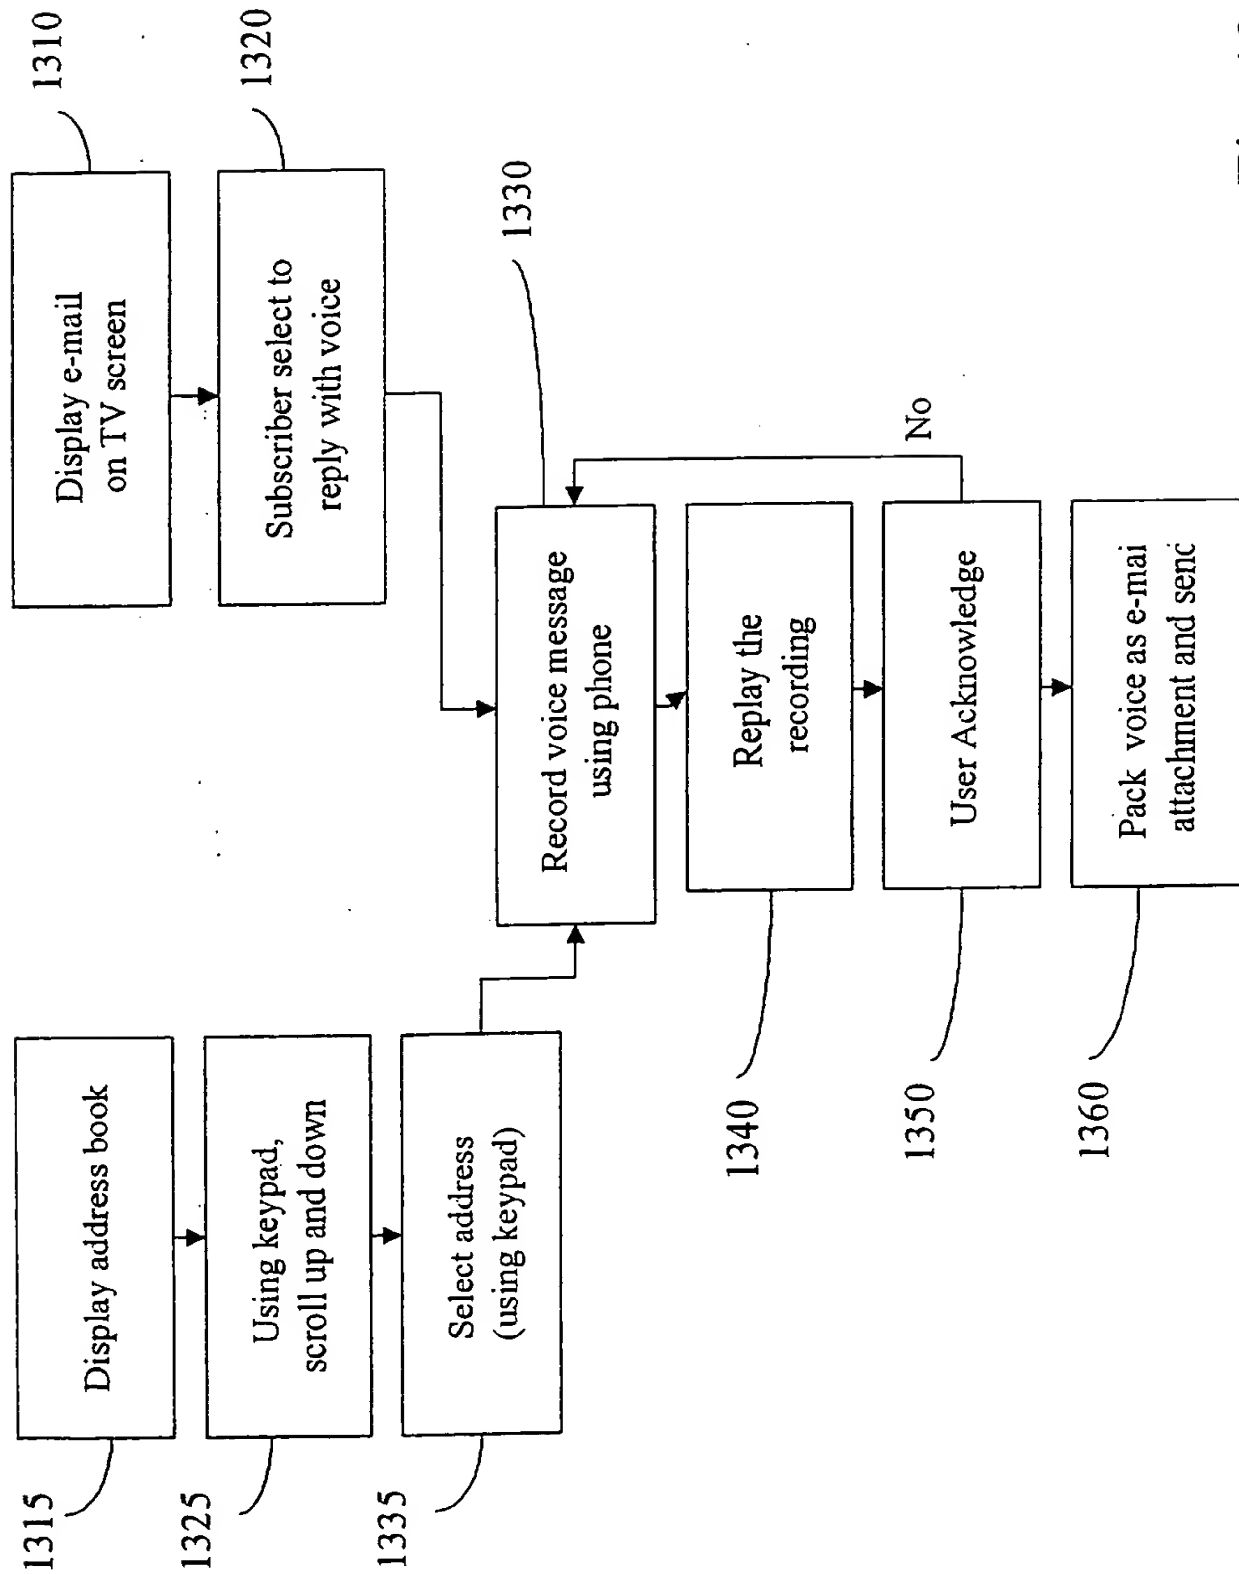 1315
Display address book
1325
Using keypad,
scroll up and down
1335
Select address
(using keypad)
1310
Display e-mail
on TV screen
1320
Subscriber select to
reply with voice
1330
Record voice message
using phone
1340
Replay the
recording
1350
User Acknowledge
No
1360
Pack voice as e-mai
attachment and send